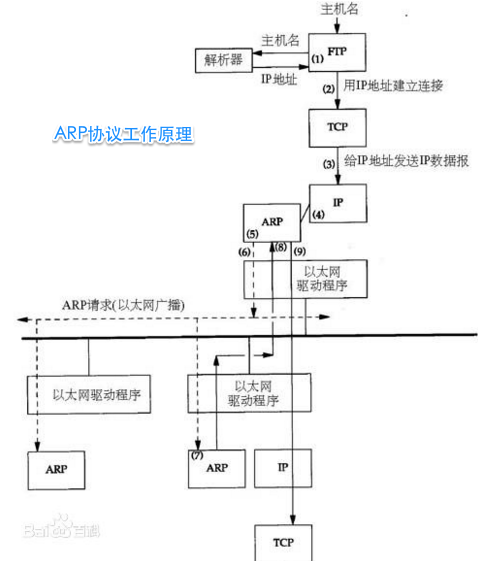 主机名
主机名
(1)
FTP
解析器
IP地址
(2)
用IP地址建立连接
ARP协议工作原理
TCP
(3)
给IP地址发送IP数据报
ARP
(4)
IP
(5)
(6)
(8)
(9)
以太网
驱动程序
ARP请求(以太网广播)
以太网驱动程序
以太网
驱动程序
ARP
(7)
ARP
IP
Bai百科
TCP